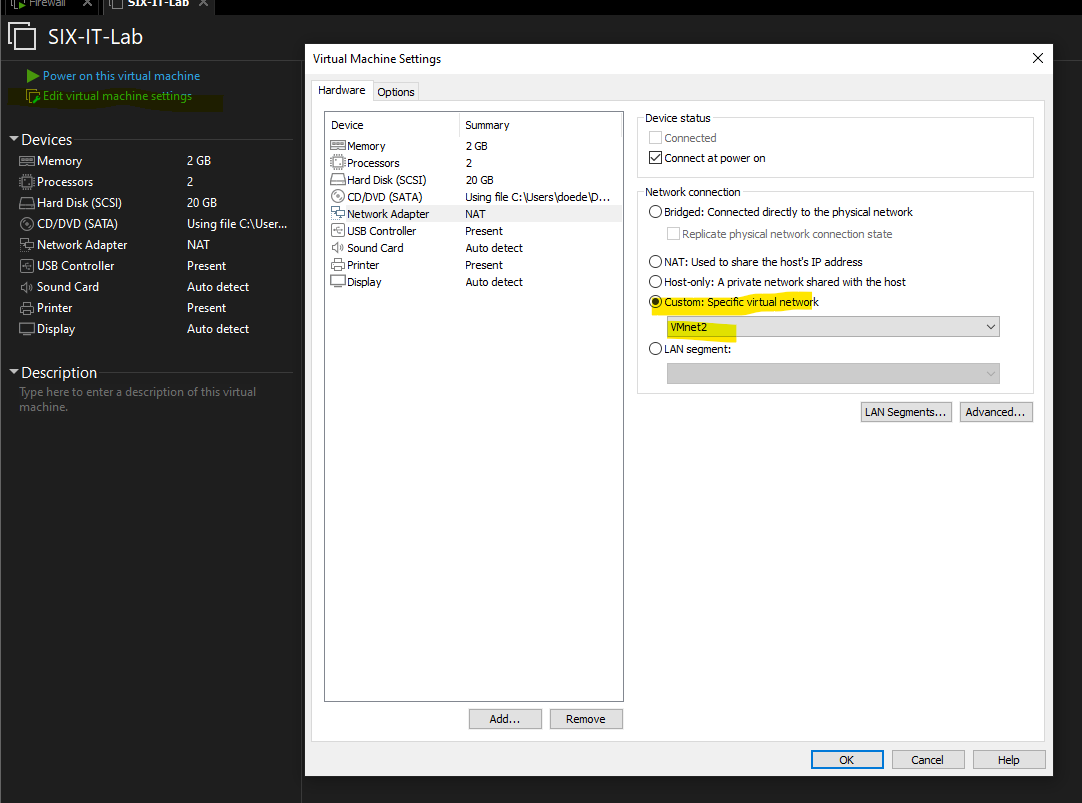 Firewall
SIX-IT-Lab
SIX-IT-Lab
Power on this virtual machine
Edit virtual machine settings
Devices
Memory 2 GB
Processors 2
Hard Disk (SCSI) 20 GB
CD/DVD (SATA) Using file C:\User...
Network Adapter NAT
USB Controller Present
Sound Card Auto detect
Printer Present
Display Auto detect
Description
Type here to enter a description of this virtual
machine.
Virtual Machine Settings
Hardware Options
Device Summary
Memory 2 GB
Processors 2
Hard Disk (SCSI) 20 GB
CD/DVD (SATA) Using file C:\Users\doede\D...
Network Adapter NAT
USB Controller Present
Sound Card Auto detect
Printer Present
Display Auto detect
Add... Remove
Device status
Connected
Connect at power on
Network connection
Bridged: Connected directly to the physical network
Replicate physical network connection state
NAT: Used to share the host's IP address
Host-only: A private network shared with the host
Custom: Specific virtual network
VMnet2
LAN segment:
LAN Segments... Advanced...
OK Cancel Help